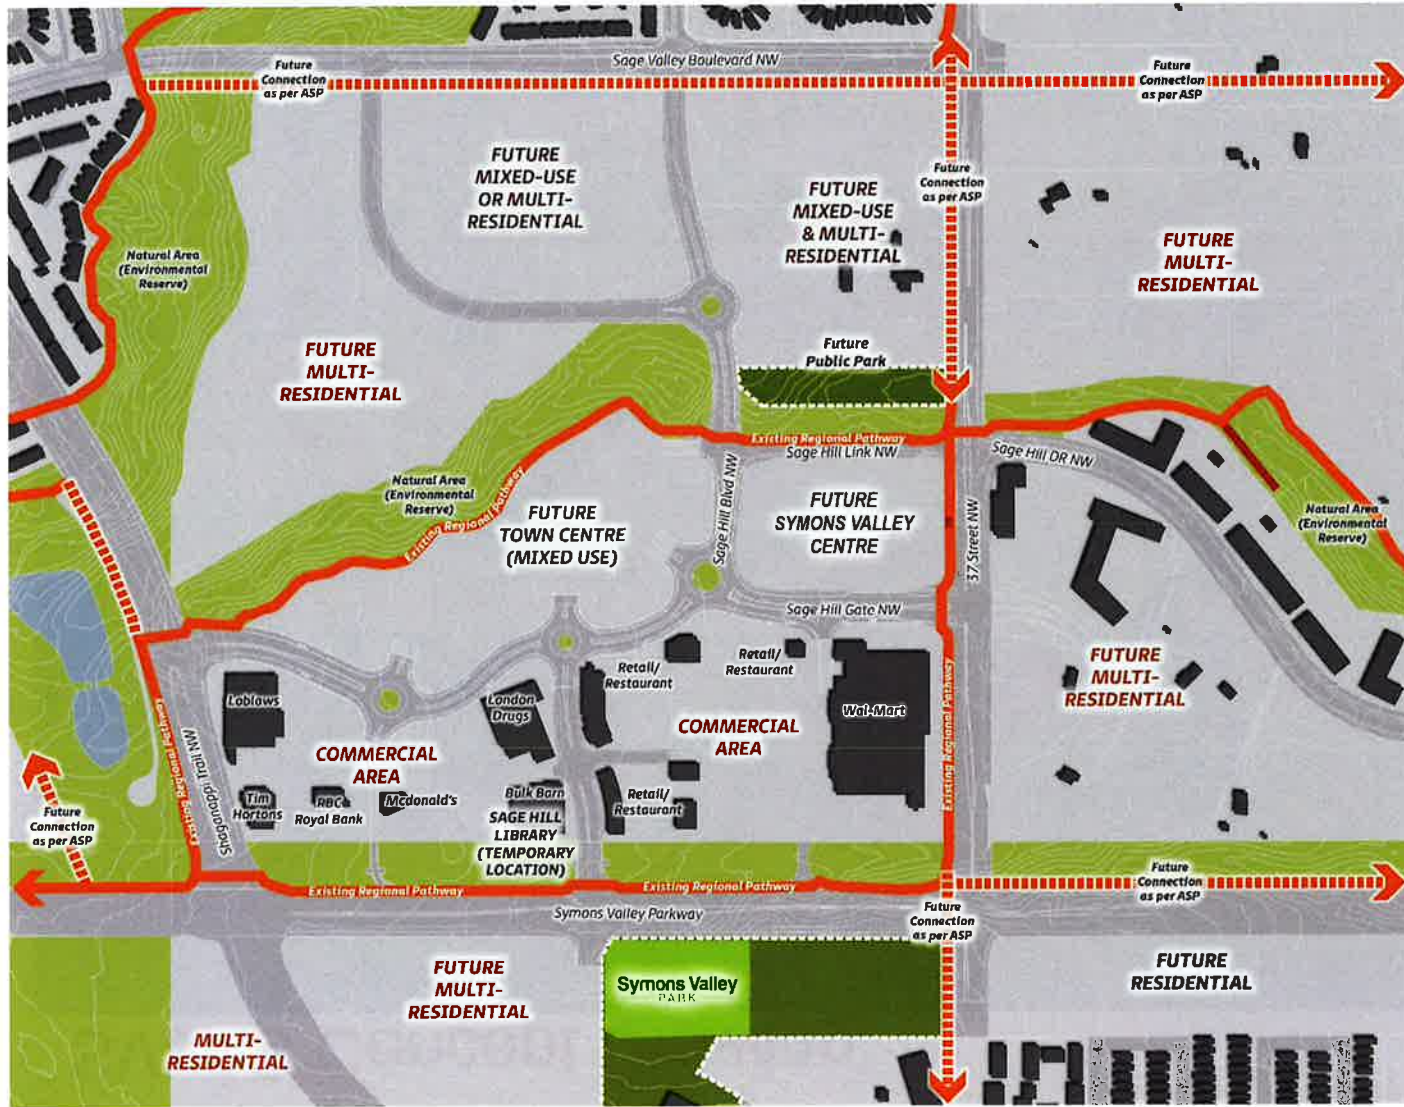 Sage Valley Boulevard NW
Future
Connection
as per ASP
Future
Connection
as per ASP
FUTURE
MIXED-USE
OR MULTI-
RESIDENTIAL
FUTURE
MIXED-USE
& MULTI-
RESIDENTIAL
Future
Connection
as per ASP
FUTURE
MULTI-
RESIDENTIAL
Natural Area
(Environmental
Reserve)
FUTURE
MULTI-
RESIDENTIAL
Future
Public Park
Existing Regional Pathway
Sage Hill Link NW
Sage Hill DR NW
Natural Area
(Environmental
Reserve)
Existing Regional Pathway
FUTURE
TOWN CENTRE
(MIXED USE)
Sage Hill Blvd NW
FUTURE
SYMONS VALLEY
CENTRE
37 Street NW
Natural Area
(Environmental
Reserve)
Sage Hill Gate NW
Loblaws
London
Drugs
Retail/
Restaurant
Retail/
Restaurant
Wal-Mart
FUTURE
MULTI-
RESIDENTIAL
Existing Regional Pathway
Shaganappi Trail NW
COMMERCIAL
AREA
COMMERCIAL
AREA
Existing Regional Pathway
Tim
Hortons
RBC
Royal Bank
Mcdonald's
Bulk Barn
SAGE HILL
LIBRARY
(TEMPORARY
LOCATION)
Retail/
Restaurant
Future
Connection
as per ASP
Existing Regional Pathway
Existing Regional Pathway
Future
Connection
as per ASP
Symons Valley Parkway
Future
Connection
as per ASP
FUTURE
MULTI-
RESIDENTIAL
Symons Valley
PARK
FUTURE
RESIDENTIAL
MULTI-
RESIDENTIAL